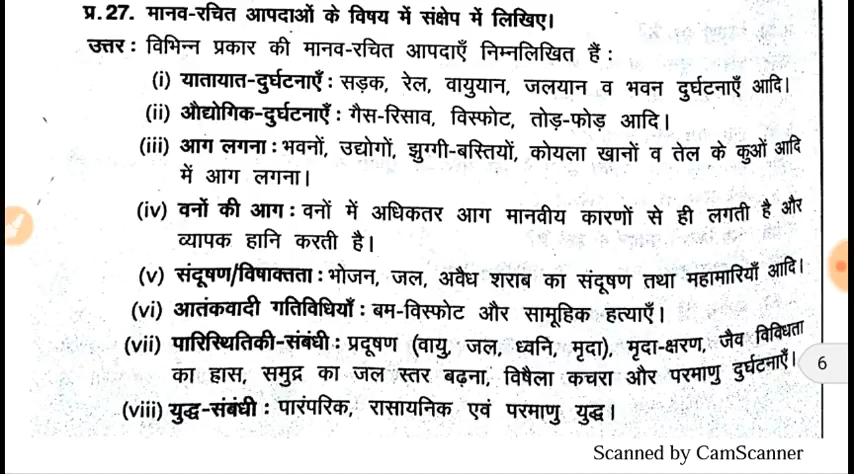 प्र.27. मानव-रचित आपदाओं के विषय में संक्षेप में लिखिए।
उत्तर : विभिन्न प्रकार की मानव-रचित आपदाएँ निम्नलिखित हैं :
(i) यातायात-दुर्घटनाएँ : सड़क, रेल, वायुयान, जलयान व भवन दुर्घटनाएँ आदि।
(ii) औद्योगिक-दुर्घटनाएँ : गैस-रिसाव, विस्फोट, तोड़-फोड़ आदि।
(iii) आग लगना : भवनों, उद्योगों, झुग्गी-बस्तियों, कोयला खानों व तेल के कुओं आदि
में आग लगना।
(iv) वनों की आग : वनों में अधिकतर आग मानवीय कारणों से ही लगती है और
व्यापक हानि करती है।
(v) संदूषण/विषाक्तता : भोजन, जल, अवैध शराब का संदूषण तथा महामारियाँ आदि।
(vi) आतंकवादी गतिविधियाँ : बम-विस्फोट और सामूहिक हत्याएँ।
(vii) पारिस्थितिकी-संबंधी : प्रदूषण (वायु, जल, ध्वनि, मृदा), मृदा-क्षरण, जैव विविधता
का हास, समुद्र का जल स्तर बढ़ना, विषैला कचरा और परमाणु दुर्घटनाएँ।
6
(viii) युद्ध-संबंधी : पारंपरिक, रासायनिक एवं परमाणु युद्ध।
Scanned by CamScanner